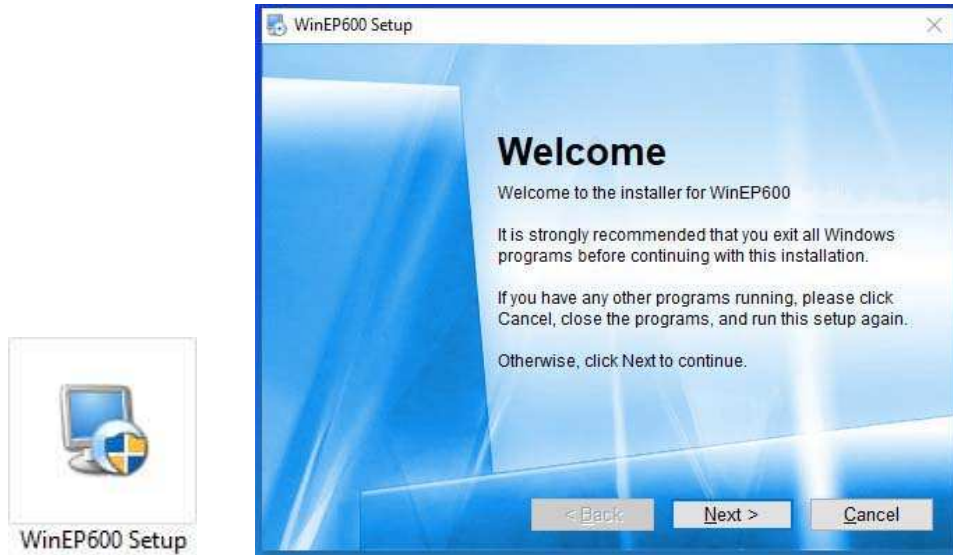 WinEP600 Setup
Welcome
Welcome to the installer for WinEP600
It is strongly recommended that you exit all Windows
programs before continuing with this installation.
If you have any other programs running, please click
Cancel, close the programs, and run this setup again.
Otherwise, click Next to continue.
< Back
Next >
Cancel
WinEP600 Setup